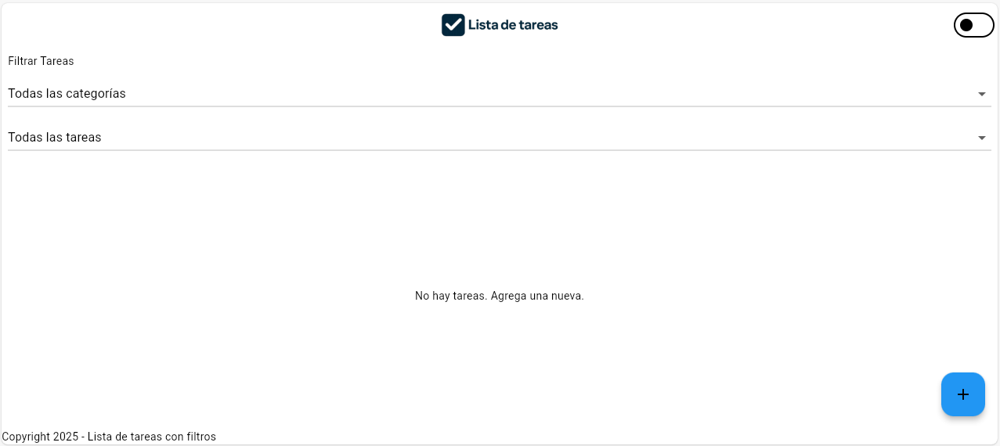 Lista de tareas
Filtrar Tareas
Todas las categorías
Todas las tareas
No hay tareas. Agrega una nueva.
+
Copyright 2025 - Lista de tareas con filtros